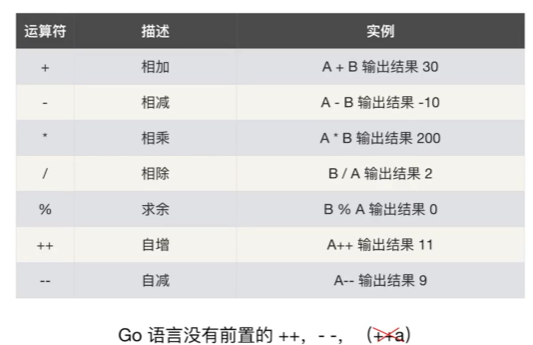 运算符 描述 实例
+ 相加 A + B 输出结果 30
- 相减 A - B 输出结果 -10
* 相乘 A * B 输出结果 200
/ 相除 B / A 输出结果 2
% 求余 B % A 输出结果 0
++ 自增 A++ 输出结果 11
-- 自减 A-- 输出结果 9
Go 语言没有前置的 ++，- -，（++a）